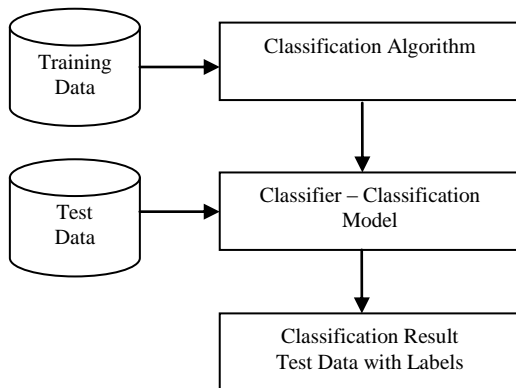 Training
Data
Classification Algorithm
Test
Data
Classifier – Classification
Model
Classification Result
Test Data with Labels